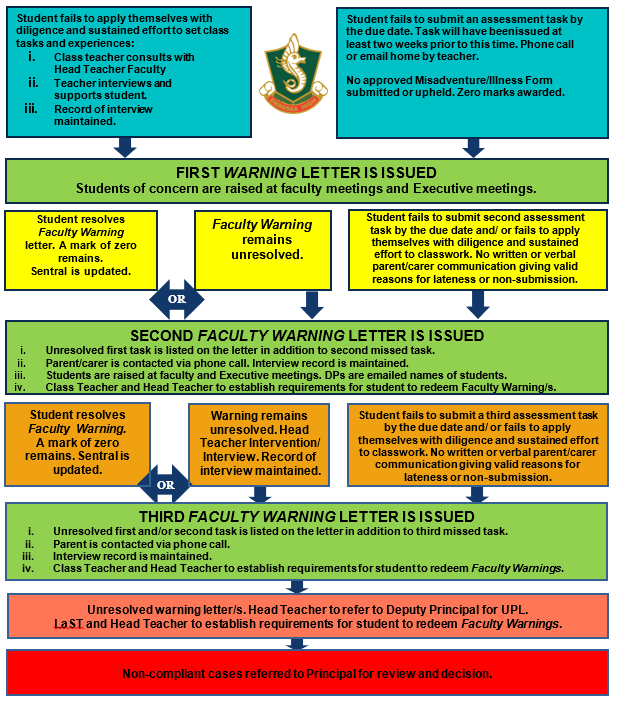 Student fails to apply themselves with
diligence and sustained effort to set class
tasks and experiences:
i. Class teacher consults with
Head Teacher Faculty
ii. Teacher interviews and
supports student.
iii. Record of interview
maintained.
Student fails to submit an assessment task by
the due date. Task will have beenissued at
least two weeks prior to this time. Phone call
or email home by teacher.
No approved Misadventure/Illness Form
submitted or upheld. Zero marks awarded.
FIRST WARNING LETTER IS ISSUED
Students of concern are raised at faculty meetings and Executive meetings.
Student resolves
Faculty Warning
letter. A mark of zero
remains.
Sentral is updated.
OR
Faculty Warning
remains
unresolved.
Student fails to submit second assessment
task by the due date and/ or fails to apply
themselves with diligence and sustained
effort to classwork. No written or verbal
parent/carer communication giving valid
reasons for lateness or non-submission.
SECOND FACULTY WARNING LETTER IS ISSUED
i. Unresolved first task is listed on the letter in addition to second missed task.
ii. Parent/carer is contacted via phone call. Interview record is maintained.
iii. Students are raised at faculty and Executive meetings. DPs are emailed names of students.
iv. Class Teacher and Head Teacher to establish requirements for student to redeem Faculty Warning/s.
Student resolves
Faculty Warning.
A mark of zero
remains. Sentral is
updated.
OR
Warning remains
unresolved. Head
Teacher Intervention/
Interview. Record of
interview maintained.
Student fails to submit a third assessment task
by the due date and/ or fails to apply
themselves with diligence and sustained effort
to classwork. No written or verbal parent/carer
communication giving valid reasons for
lateness or non-submission.
THIRD FACULTY WARNING LETTER IS ISSUED
i. Unresolved first and/or second task is listed on the letter in addition to third missed task.
ii. Parent is contacted via phone call.
iii. Interview record is maintained.
iv. Class Teacher and Head Teacher to establish requirements for student to redeem Faculty Warnings.
Unresolved warning letter/s. Head Teacher to refer to Deputy Principal for UPL.
LaST and Head Teacher to establish requirements for student to redeem Faculty Warnings.
Non-compliant cases referred to Principal for review and decision.